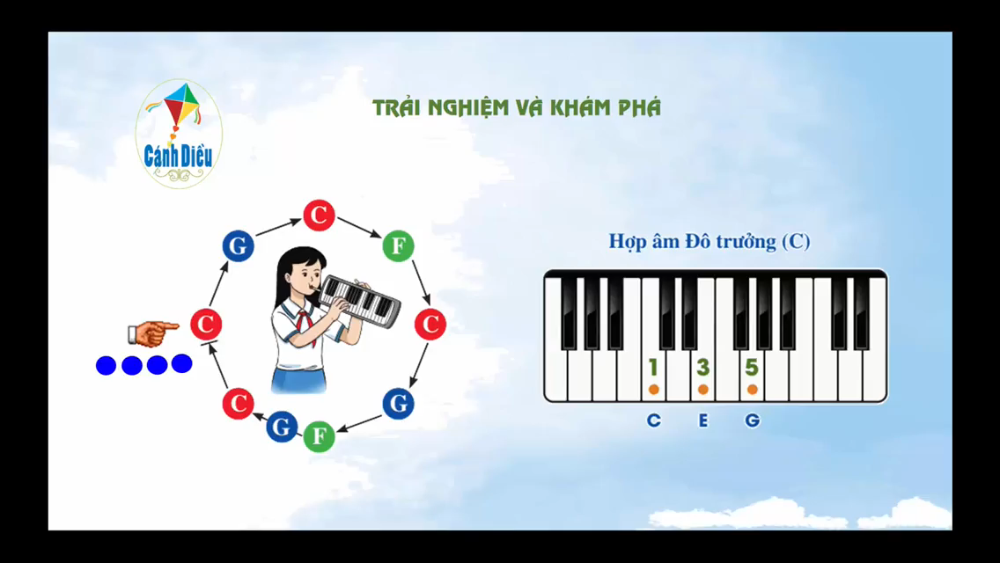 TRẢI NGHIỆM VÀ KHÁM PHÁ
Cánh Diều
C
G
F
Hợp âm Đô trưởng (C)
C
C
1 3 5
C
G
G
F
C E G